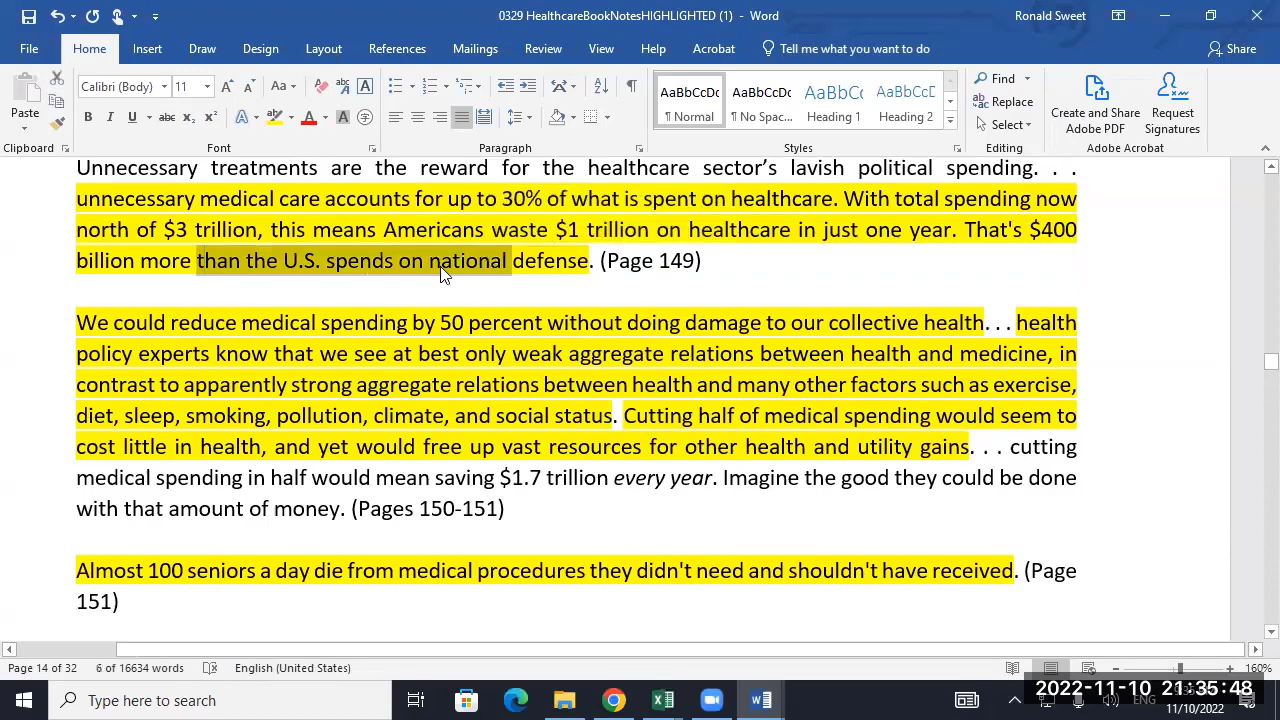 0329 HealthcareBookNotesHIGHLIGHTED (1) - Word
Ronald Sweet
File Home Insert Draw Design Layout References Mailings Review View Help Acrobat Tell me what you want to do Share
Paste
Calibri (Body) 11
Clipboard Font Paragraph Styles Editing Adobe Acrobat
AaBbCcDc AaBbCcDc AaBbCc AaBbCcD
¶ Normal ¶ No Spac... Heading 1 Heading 2
Find
Replace
Select
Create and Share
Adobe PDF
Request
Signatures
Unnecessary treatments are the reward for the healthcare sector's lavish political spending. . .
unnecessary medical care accounts for up to 30% of what is spent on healthcare. With total spending now
north of $3 trillion, this means Americans waste $1 trillion on healthcare in just one year. That's $400
billion more than the U.S. spends on national defense. (Page 149)
We could reduce medical spending by 50 percent without doing damage to our collective health. . . health
policy experts know that we see at best only weak aggregate relations between health and medicine, in
contrast to apparently strong aggregate relations between health and many other factors such as exercise,
diet, sleep, smoking, pollution, climate, and social status. Cutting half of medical spending would seem to
cost little in health, and yet would free up vast resources for other health and utility gains. . . cutting
medical spending in half would mean saving $1.7 trillion every year. Imagine the good they could be done
with that amount of money. (Pages 150-151)
Almost 100 seniors a day die from medical procedures they didn't need and shouldn't have received. (Page
151)
Page 14 of 32 6 of 16634 words English (United States) 160%
Type here to search
2022-11-10 21:35:48
ENG
11/10/2022